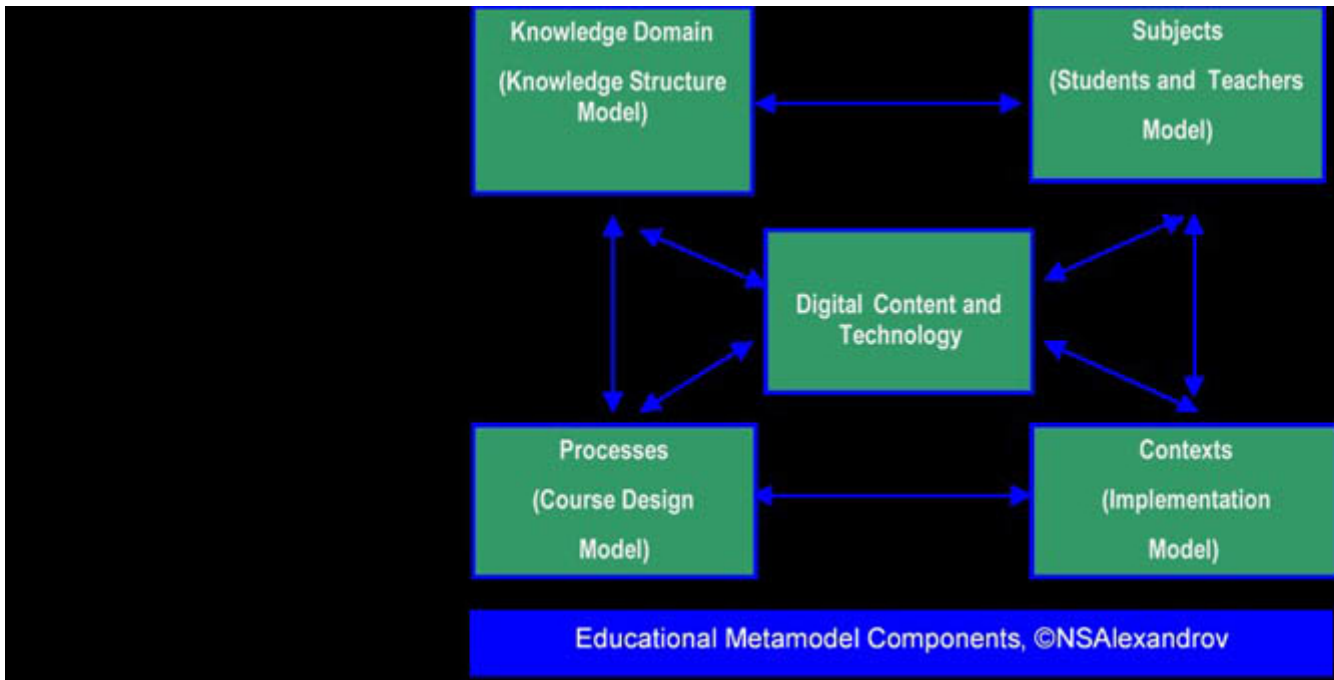 Knowledge Domain
(Knowledge Structure
Model)
Subjects
(Students and Teachers
Model)
Digital Content and
Technology
Processes
(Course Design
Model)
Contexts
(Implementation
Model)
Educational Metamodel Components, ©NSAlexandrov